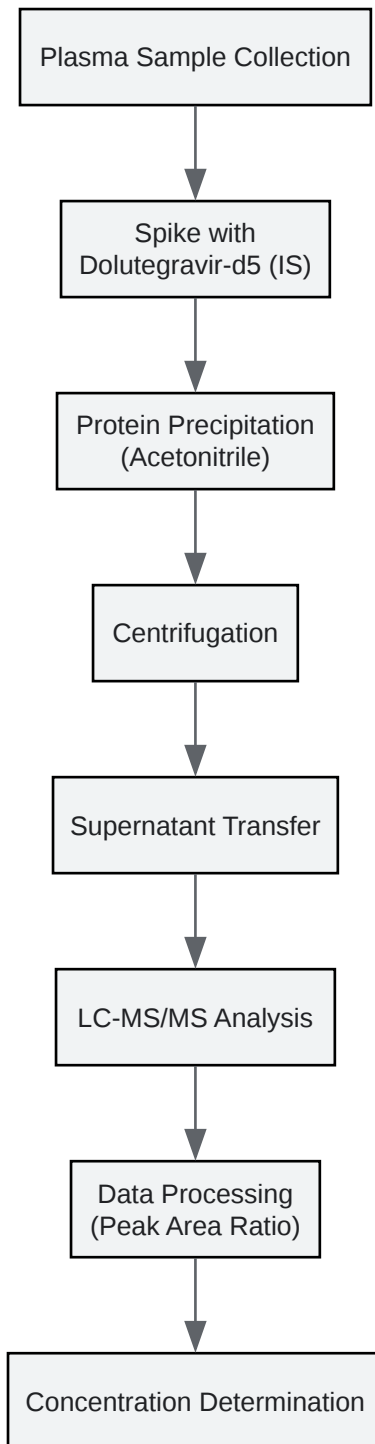 Plasma Sample Collection
Spike with
Dolutegravir-d5 (IS)
Protein Precipitation
(Acetonitrile)
Centrifugation
Supernatant Transfer
LC-MS/MS Analysis
Data Processing
(Peak Area Ratio)
Concentration Determination